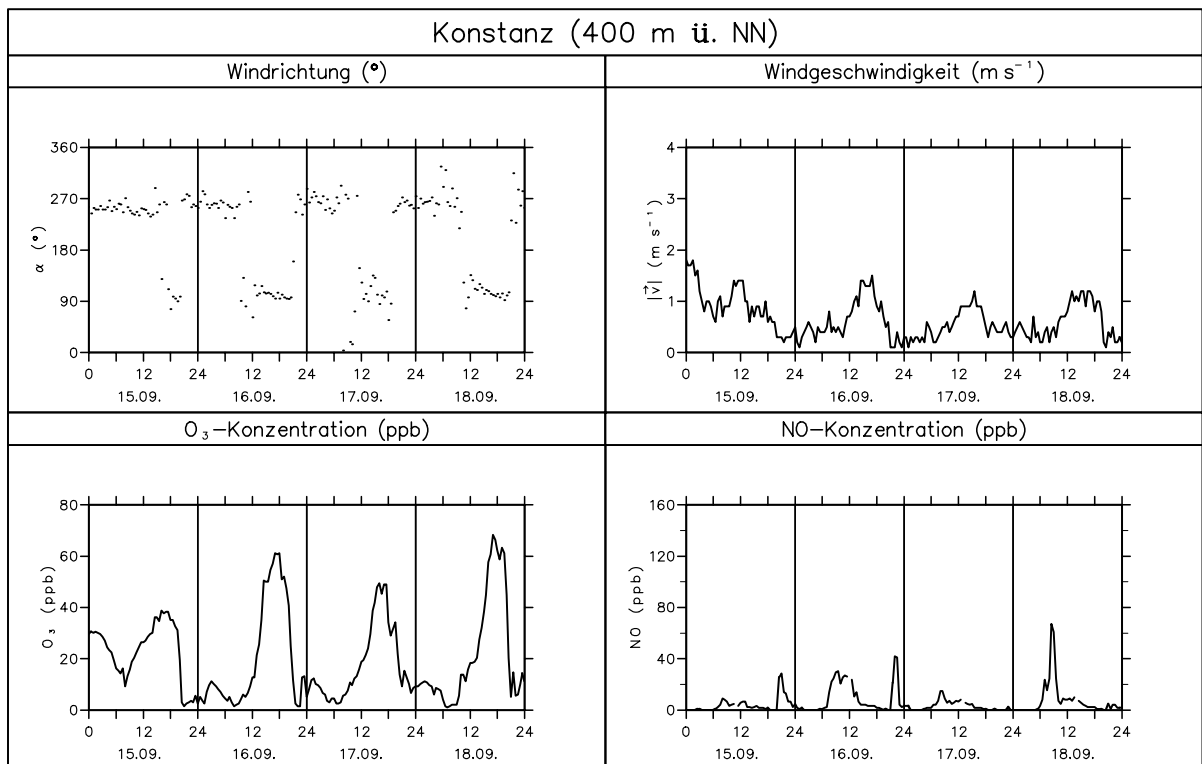 Konstanz (400 m ü. NN)
Windrichtung (°)
Windgeschwindigkeit (m s⁻¹)
360
270
180
90
0
α (°)
0 12 24 12 24 12 24 12 24
15.09. 16.09. 17.09. 18.09.
4
3
2
1
0
|v⃗| (m s⁻¹)
0 12 24 12 24 12 24 12 24
15.09. 16.09. 17.09. 18.09.
O₃–Konzentration (ppb)
NO–Konzentration (ppb)
80
60
40
20
0
O₃ (ppb)
0 12 24 12 24 12 24 12 24
15.09. 16.09. 17.09. 18.09.
160
120
80
40
0
NO (ppb)
0 12 24 12 24 12 24 12 24
15.09. 16.09. 17.09. 18.09.